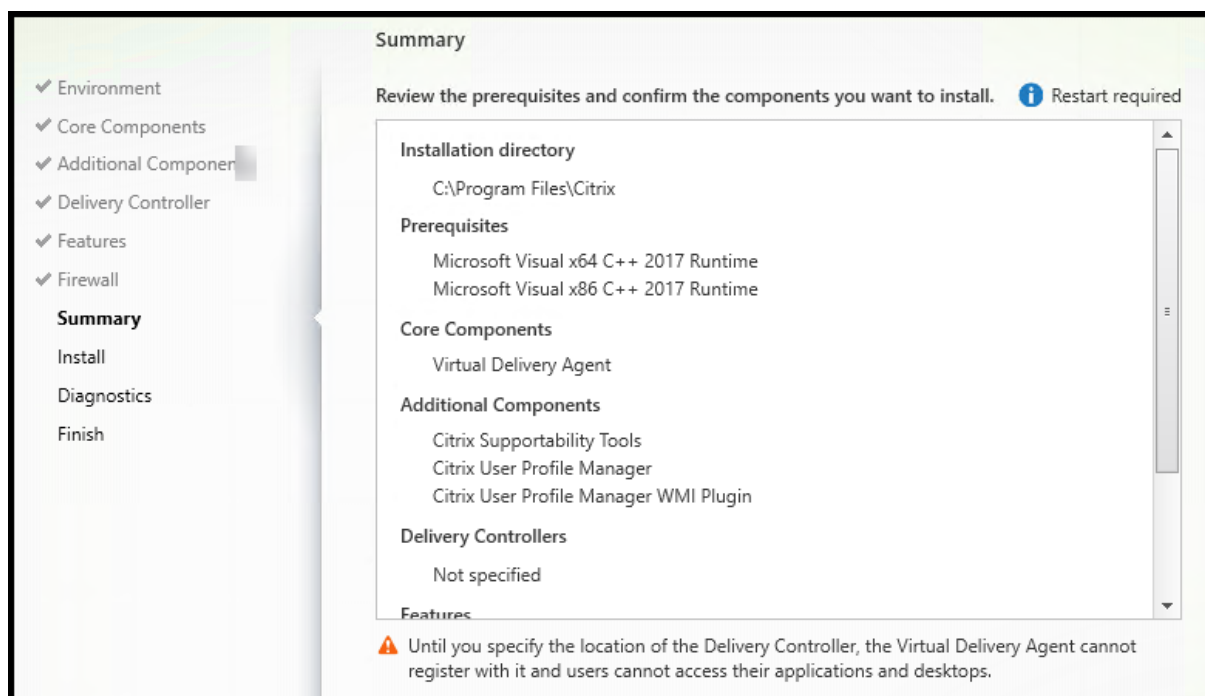 Summary
Environment
Core Components
Additional Componen
Delivery Controller
Features
Firewall
Summary
Install
Diagnostics
Finish
Review the prerequisites and confirm the components you want to install.
Restart required
Installation directory
C:\Program Files\Citrix
Prerequisites
Microsoft Visual x64 C++ 2017 Runtime
Microsoft Visual x86 C++ 2017 Runtime
Core Components
Virtual Delivery Agent
Additional Components
Citrix Supportability Tools
Citrix User Profile Manager
Citrix User Profile Manager WMI Plugin
Delivery Controllers
Not specified
Features
Until you specify the location of the Delivery Controller, the Virtual Delivery Agent cannot
register with it and users cannot access their applications and desktops.